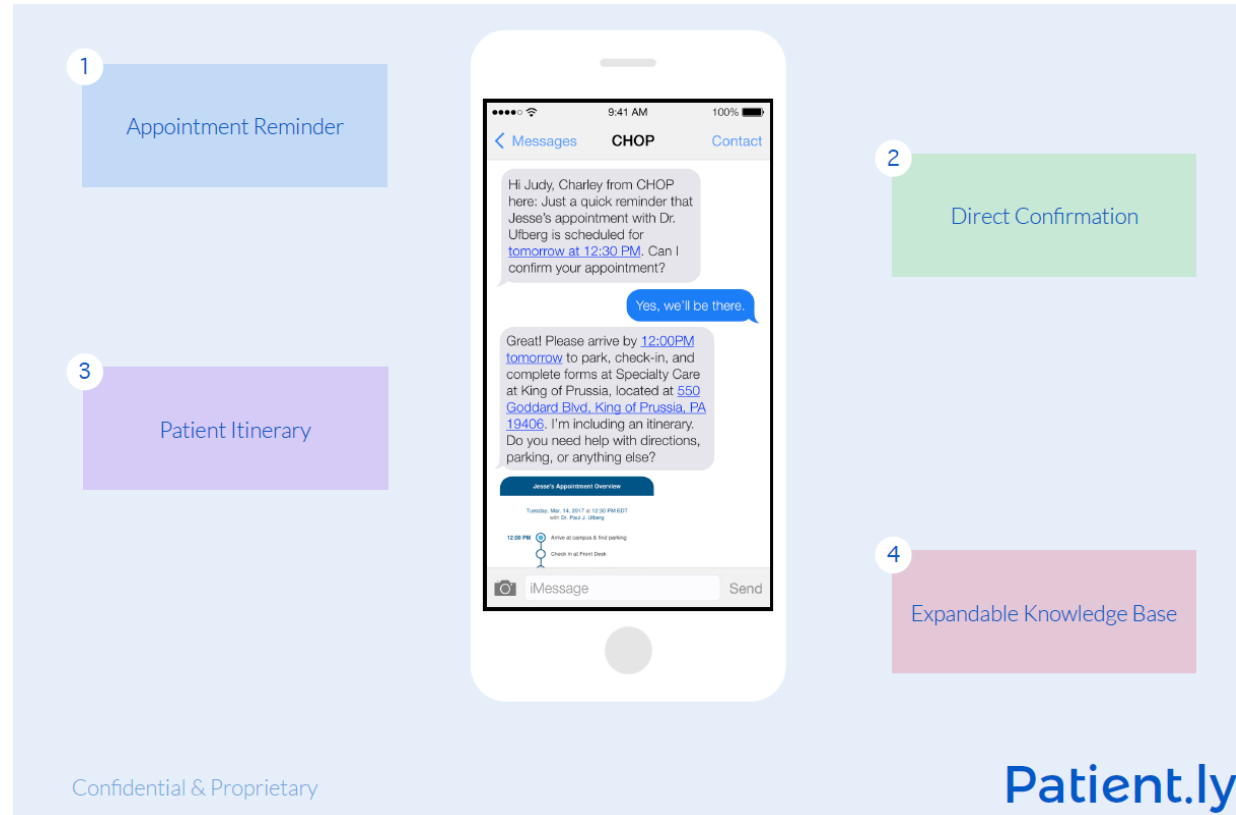 1
Appointment Reminder
2
Direct Confirmation
3
Patient Itinerary
4
Expandable Knowledge Base
9:41 AM
100%
Messages
CHOP
Contact
Hi Judy, Charley from CHOP
here: Just a quick reminder that
Jesse's appointment with Dr.
Ufberg is scheduled for
tomorrow at 12:30 PM. Can I
confirm your appointment?
Yes, we'll be there.
Great! Please arrive by 12:00PM
tomorrow to park, check-in, and
complete forms at Specialty Care
at King of Prussia, located at 550
Goddard Blvd, King of Prussia, PA
19406. I'm including an itinerary.
Do you need help with directions,
parking, or anything else?
Jesse's Appointment Overview
Tuesday, Mar. 14, 2017 at 12:30 PM EDT
with Dr. Paul J. Ufberg
12:00 PM Arrive at campus & find parking
Check in at Front Desk
iMessage
Send
Confidential & Proprietary
Patient.ly